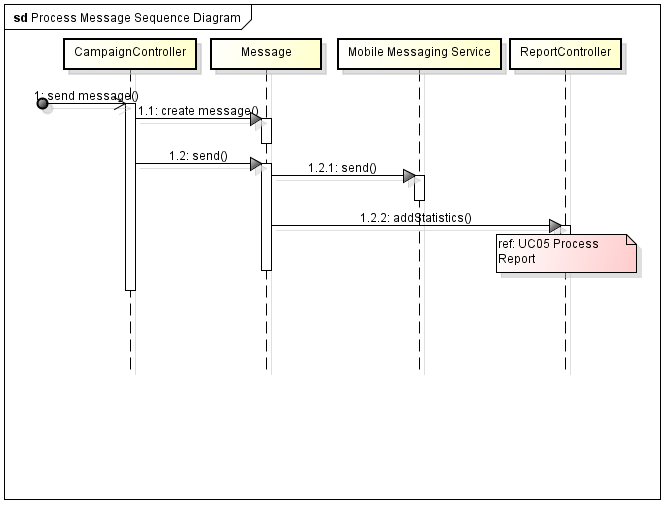 sd Process Message Sequence Diagram
CampaignController
Message
Mobile Messaging Service
ReportController
1: send message()
1.1: create message()
1.2: send()
1.2.1: send()
1.2.2: addStatistics()
ref: UC05 Process
Report